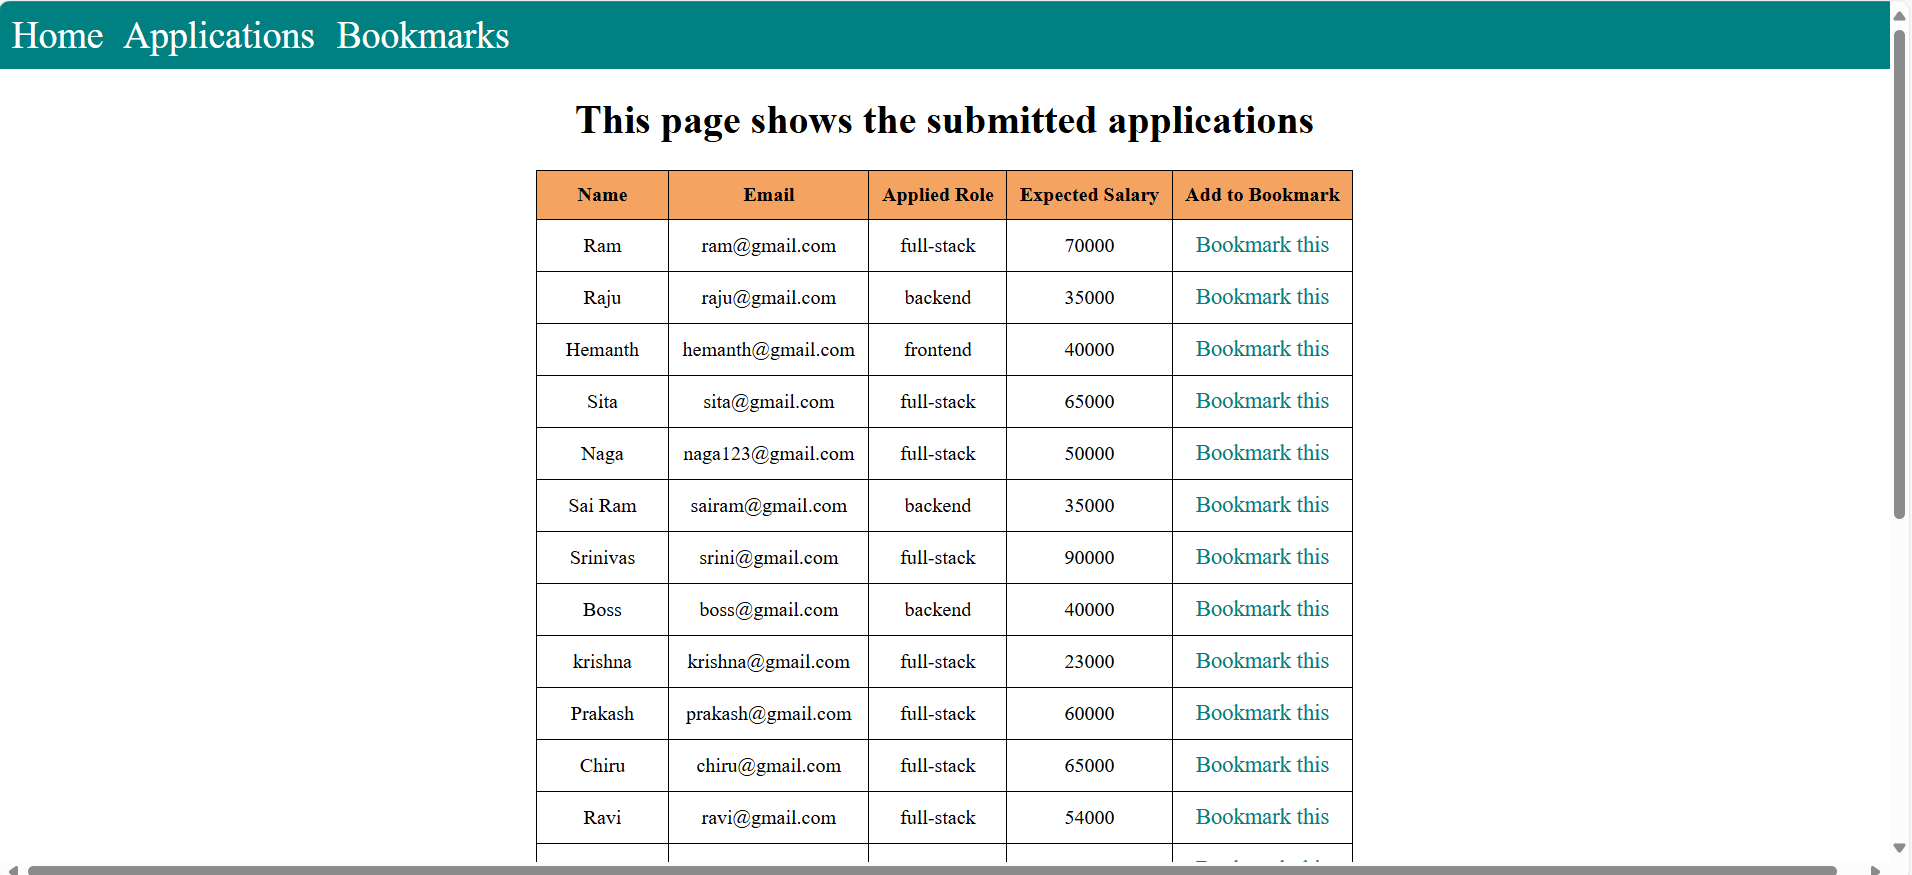 Home Applications Bookmarks
This page shows the submitted applications
Name Email Applied Role Expected Salary Add to Bookmark
Ram ram@gmail.com full-stack 70000 Bookmark this
Raju raju@gmail.com backend 35000 Bookmark this
Hemanth hemanth@gmail.com frontend 40000 Bookmark this
Sita sita@gmail.com full-stack 65000 Bookmark this
Naga naga123@gmail.com full-stack 50000 Bookmark this
Sai Ram sairam@gmail.com backend 35000 Bookmark this
Srinivas srini@gmail.com full-stack 90000 Bookmark this
Boss boss@gmail.com backend 40000 Bookmark this
krishna krishna@gmail.com full-stack 23000 Bookmark this
Prakash prakash@gmail.com full-stack 60000 Bookmark this
Chiru chiru@gmail.com full-stack 65000 Bookmark this
Ravi ravi@gmail.com full-stack 54000 Bookmark this